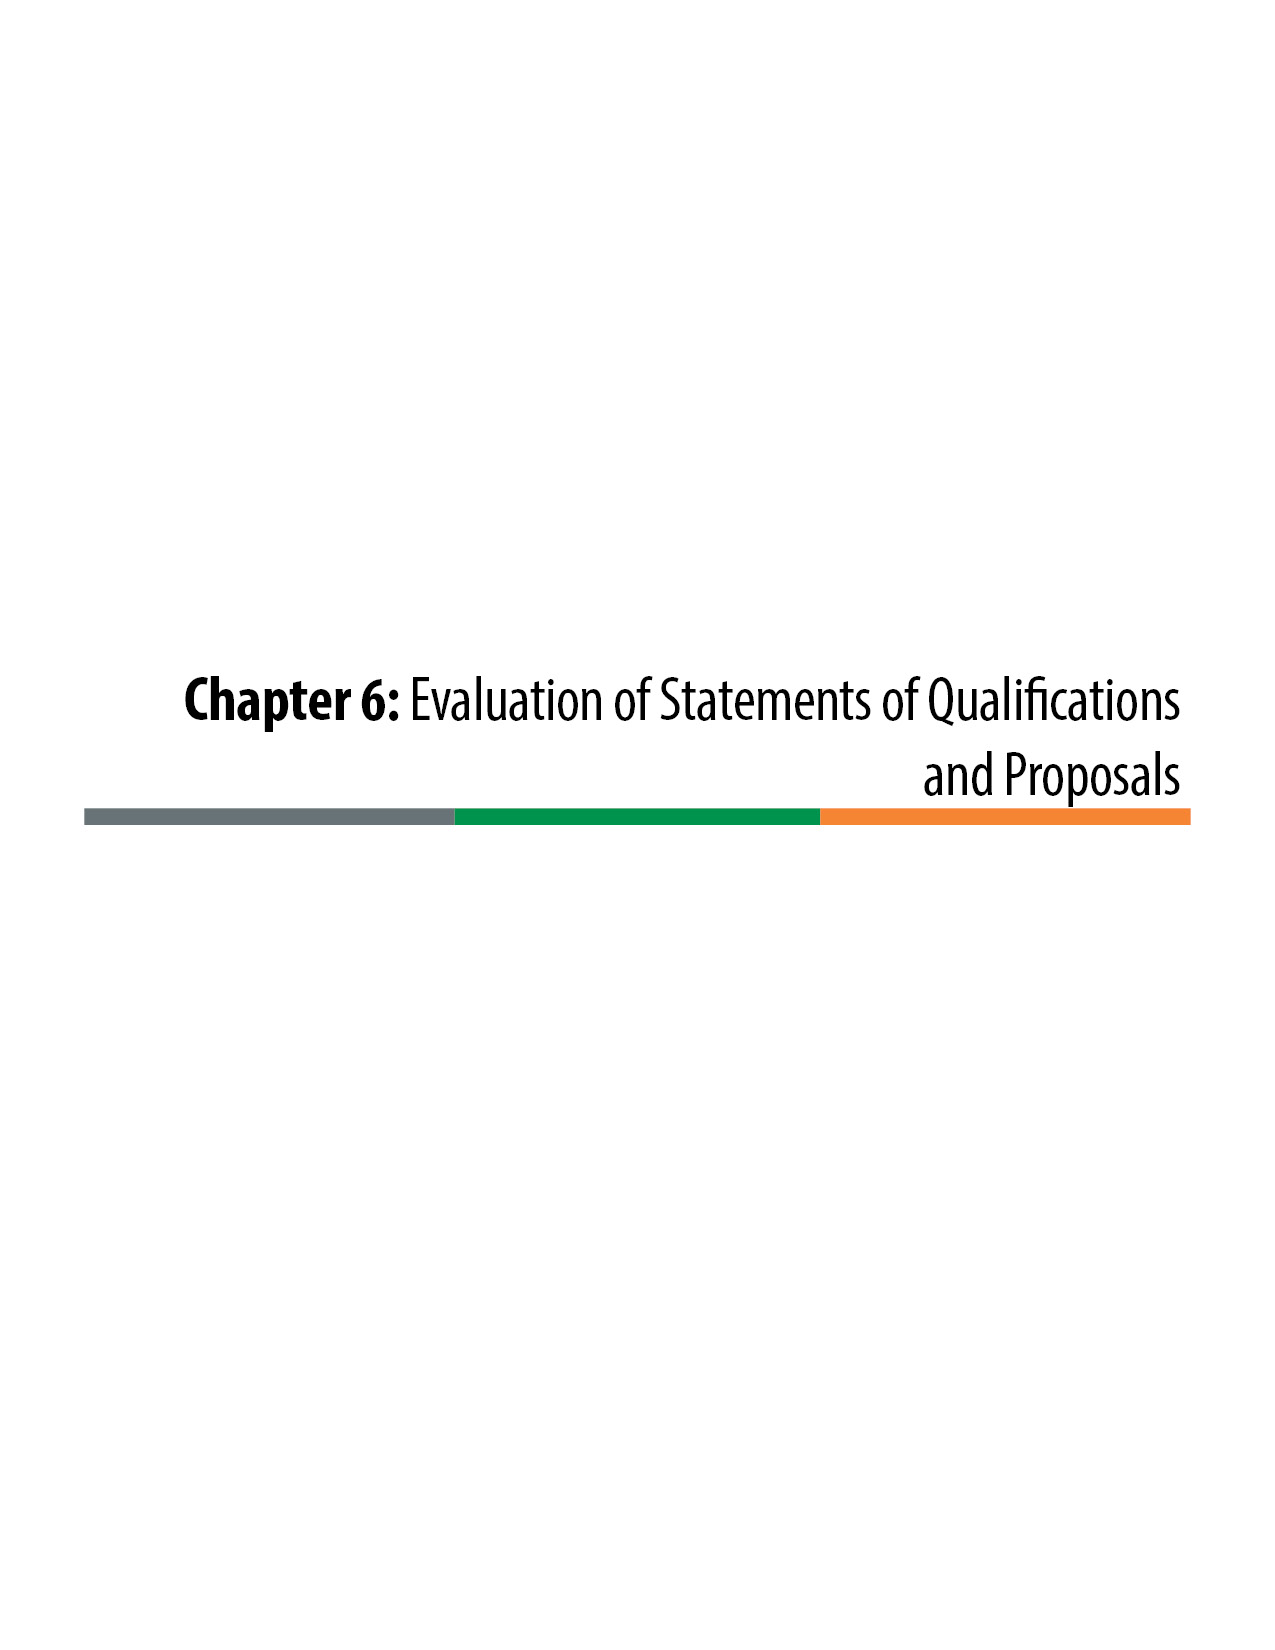 Chapter 6: Evaluation of Statements of Qualifications
and Proposals